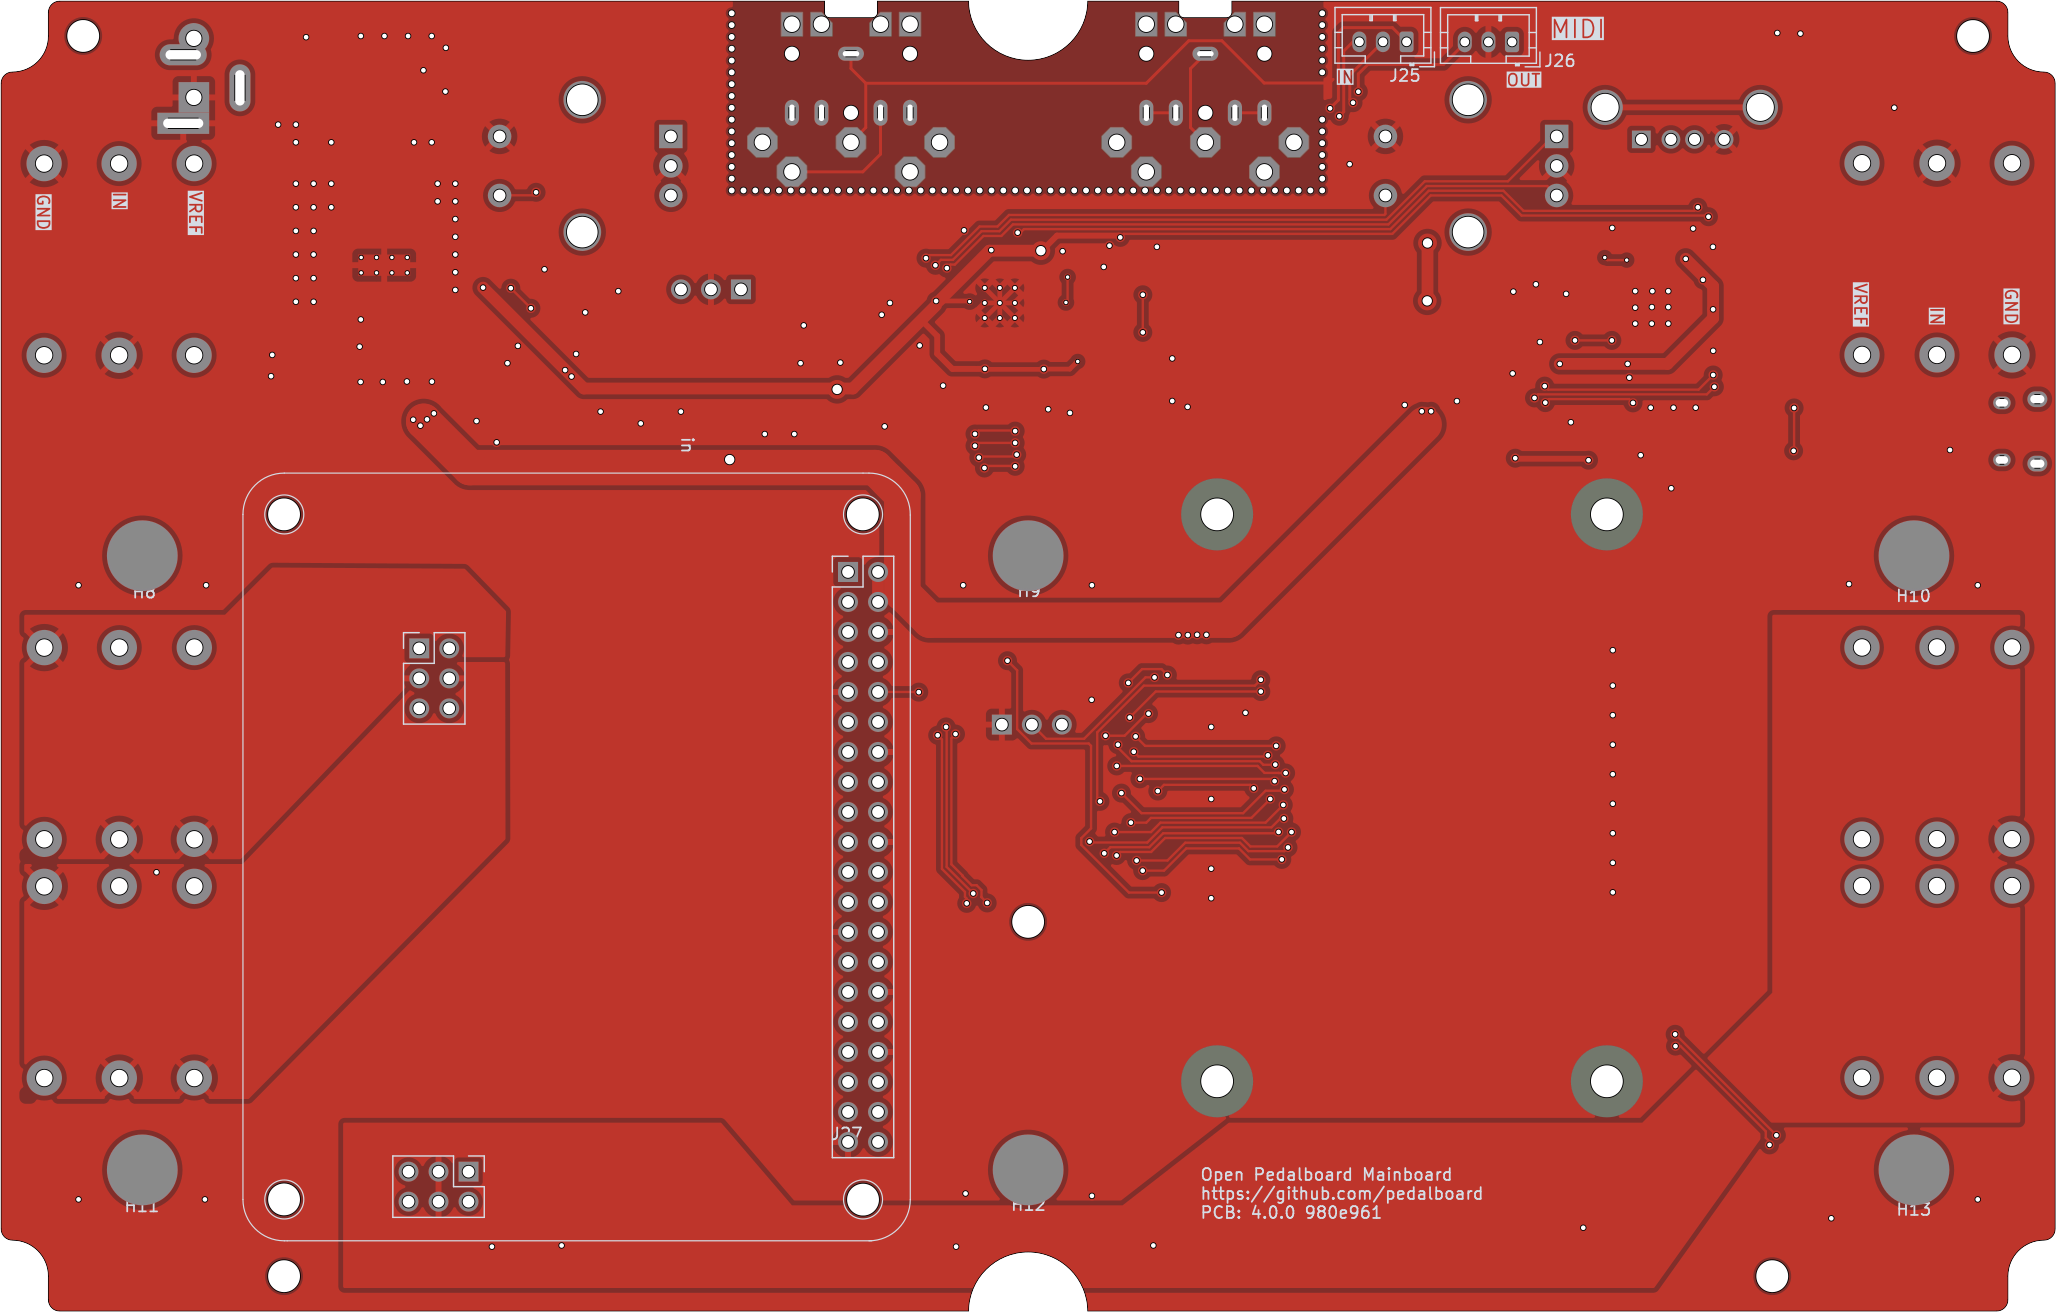 MIDI
J26
J25
IN
OUT
GND
IN
VREF
VREF
IN
GND
in
H8
H9
H10
J27
Open Pedalboard Mainboard
https://github.com/pedalboard
PCB: 4.0.0 980e961
H11
H12
H13